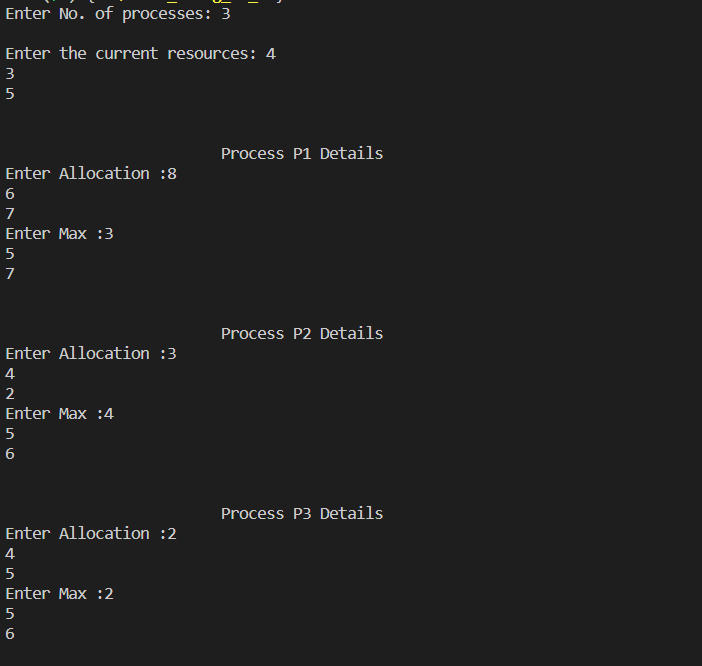 Enter No. of processes: 3
Enter the current resources: 4
3
5
Process P1 Details
Enter Allocation :8
6
7
Enter Max :3
5
7
Process P2 Details
Enter Allocation :3
4
2
Enter Max :4
5
6
Process P3 Details
Enter Allocation :2
4
5
Enter Max :2
5
6